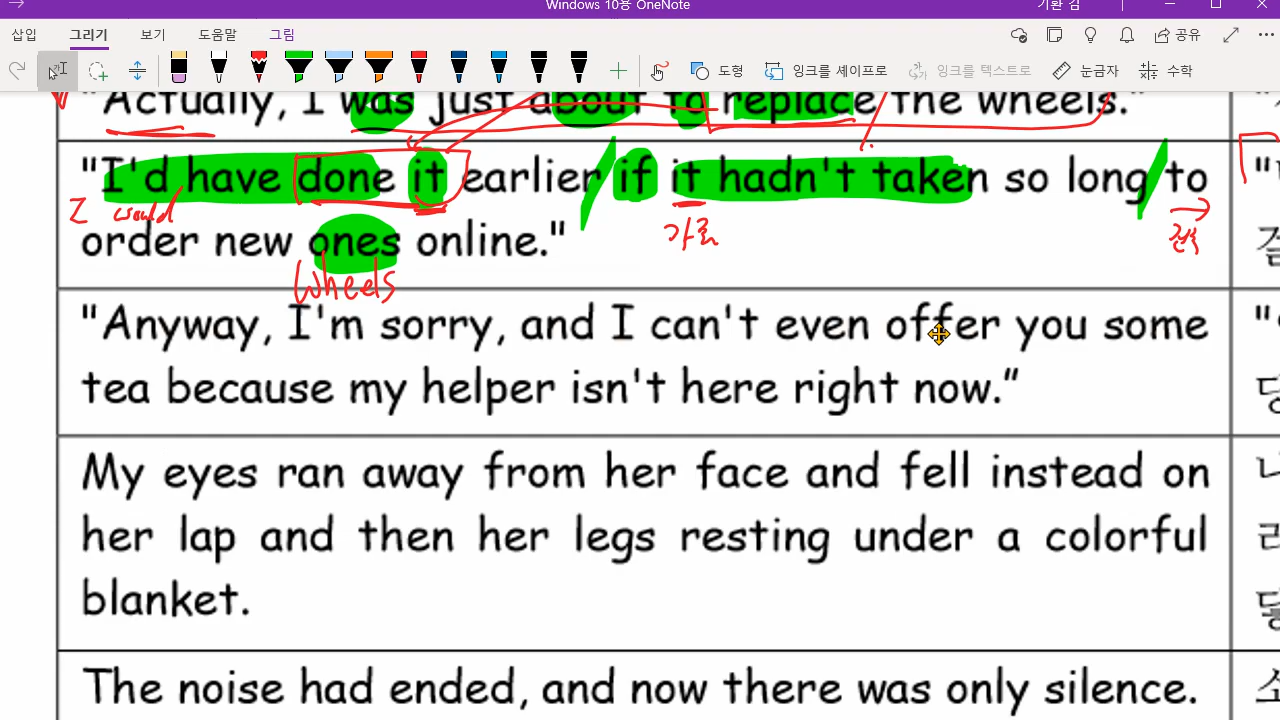 Windows 10용 OneNote
기환 김
삽입 그리기 보기 도움말 그림 공유
도형 잉크를 셰이프로 잉크를 텍스트로 눈금자 수학
"Actually, I was just about to replace the wheels."
"I'd have done it earlier if it hadn't taken so long to
I would
order new ones online."
wheels
"Anyway, I'm sorry, and I can't even offer you some
tea because my helper isn't here right now.”
My eyes ran away from her face and fell instead on
her lap and then her legs resting under a colorful
blanket.
The noise had ended, and now there was only silence.